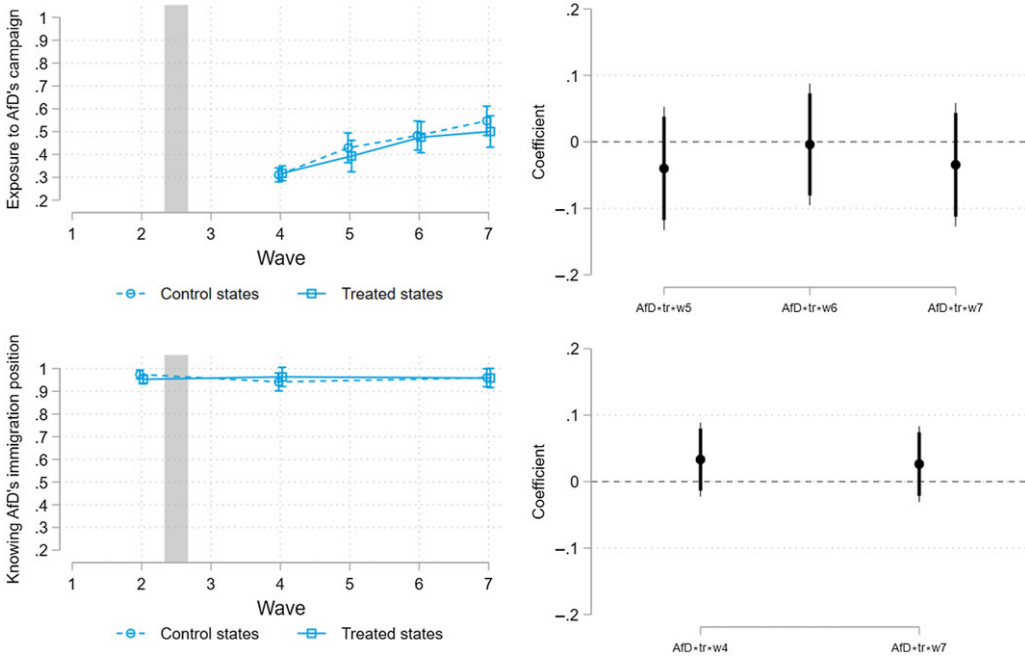 Exposure to AfD's campaign
1
.9
.8
.7
.6
.5
.4
.3
.2
1 2 3 4 5 6 7
Wave
Control states Treated states
Coefficient
.2
.1
0
−.1
−.2
AfD*tr*w5 AfD*tr*w6 AfD*tr*w7
Knowing AfD's immigration position
1
.9
.8
.7
.6
.5
.4
.3
.2
1 2 3 4 5 6 7
Wave
Control states Treated states
Coefficient
.2
.1
0
−.1
−.2
AfD*tr*w4 AfD*tr*w7